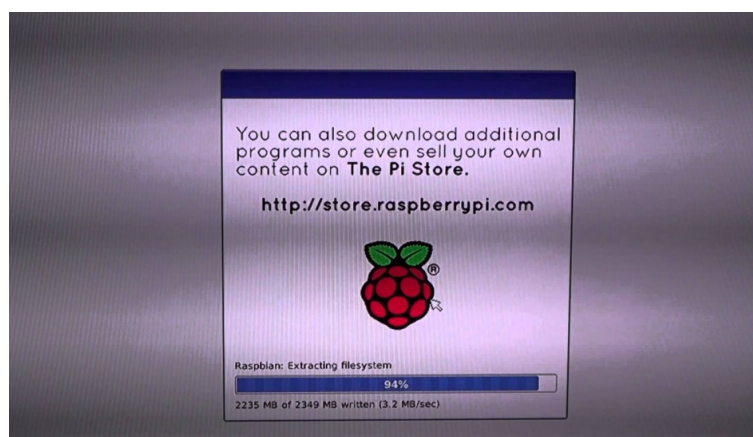 You can also download additional
programs or even sell your own
content on The Pi Store.
http://store.raspberrypi.com
®
Raspbian: Extracting filesystem
94%
2235 MB of 2349 MB written (3.2 MB/sec)